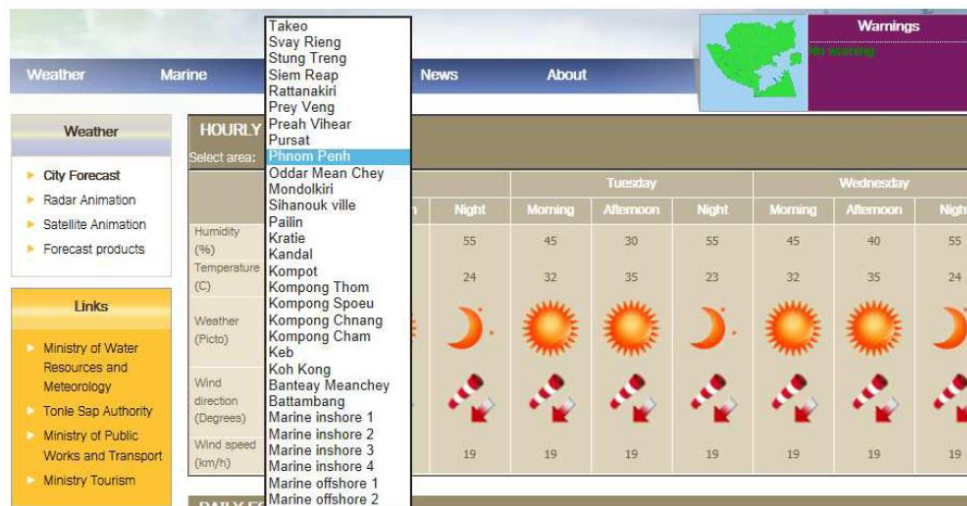 Weather
Marine
News
About
Warnings
No warning
Takeo
Svay Rieng
Stung Treng
Siem Reap
Rattanakiri
Prey Veng
Preah Vihear
Pursat
Phnom Penh
Oddar Mean Chey
Mondolkiri
Sihanouk ville
Pailin
Kratie
Kandal
Kompot
Kompong Thom
Kompong Spoeu
Kompong Chnang
Kompong Cham
Keb
Koh Kong
Banteay Meanchey
Battambang
Marine inshore 1
Marine inshore 2
Marine inshore 3
Marine inshore 4
Marine offshore 1
Marine offshore 2
Weather
City Forecast
Radar Animation
Satellite Animation
Forecast products
Links
Ministry of Water
Resources and
Meteorology
Tonle Sap Authority
Ministry of Public
Works and Transport
Ministry Tourism
HOURLY
Select area:
Tuesday Wednesday
Night Morning Afternoon Night Morning Afternoon Nigh
Humidity
(%)
55 45 30 55 45 40 55
Temperature
(C)
24 32 35 23 32 35 24
Weather
(Picto)
Wind
direction
(Degrees)
Wind speed
(km/h)
19 19 19 19 19 19 19